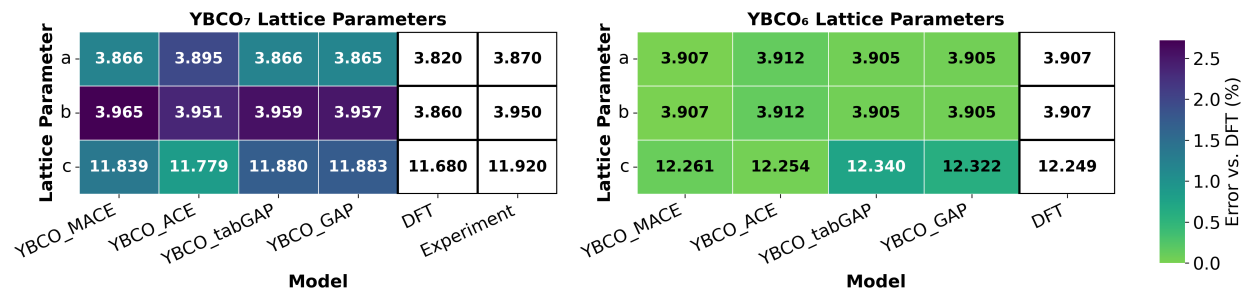 YBCO₇ Lattice Parameters
Lattice Parameter
a
b
c
3.866 3.895 3.866 3.865 3.820 3.870
3.965 3.951 3.959 3.957 3.860 3.950
11.839 11.779 11.880 11.883 11.680 11.920
YBCO_MACE
YBCO_ACE
YBCO_tabGAP
YBCO_GAP
DFT
Experiment
Model
YBCO₆ Lattice Parameters
Lattice Parameter
a
b
c
3.907 3.912 3.905 3.905 3.907
3.907 3.912 3.905 3.905 3.907
12.261 12.254 12.340 12.322 12.249
YBCO_MACE
YBCO_ACE
YBCO_tabGAP
YBCO_GAP
DFT
Model
2.5
2.0
1.5
1.0
0.5
0.0
Error vs. DFT (%)